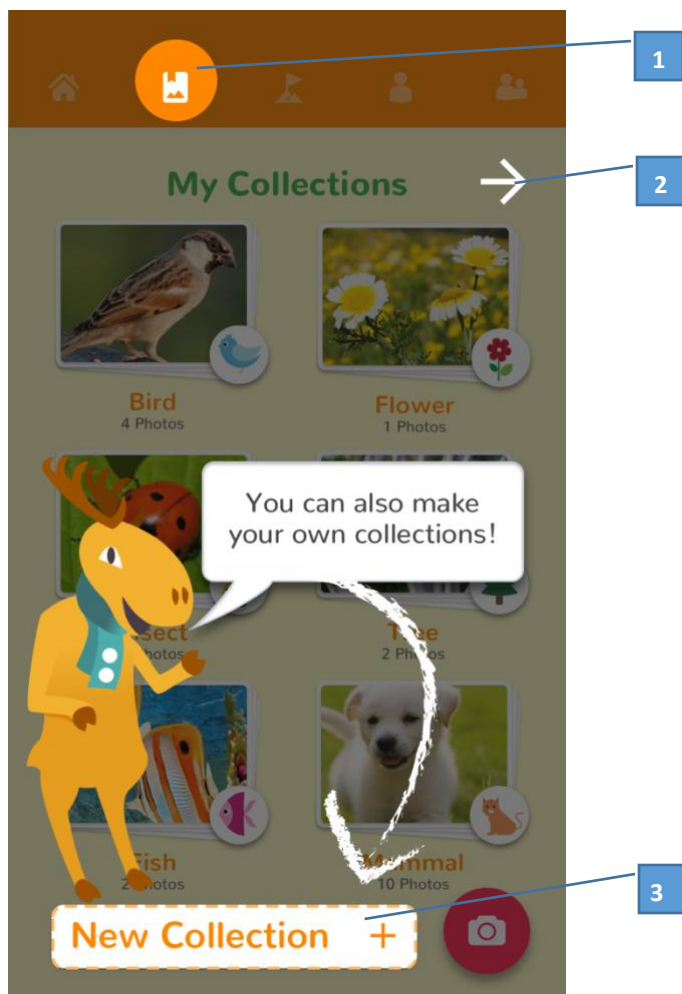 1
My Collections
2
Bird
4 Photos
Flower
1 Photos
You can also make
your own collections!
2 Photos
Fish
Mammal
10 Photos
New Collection +
3